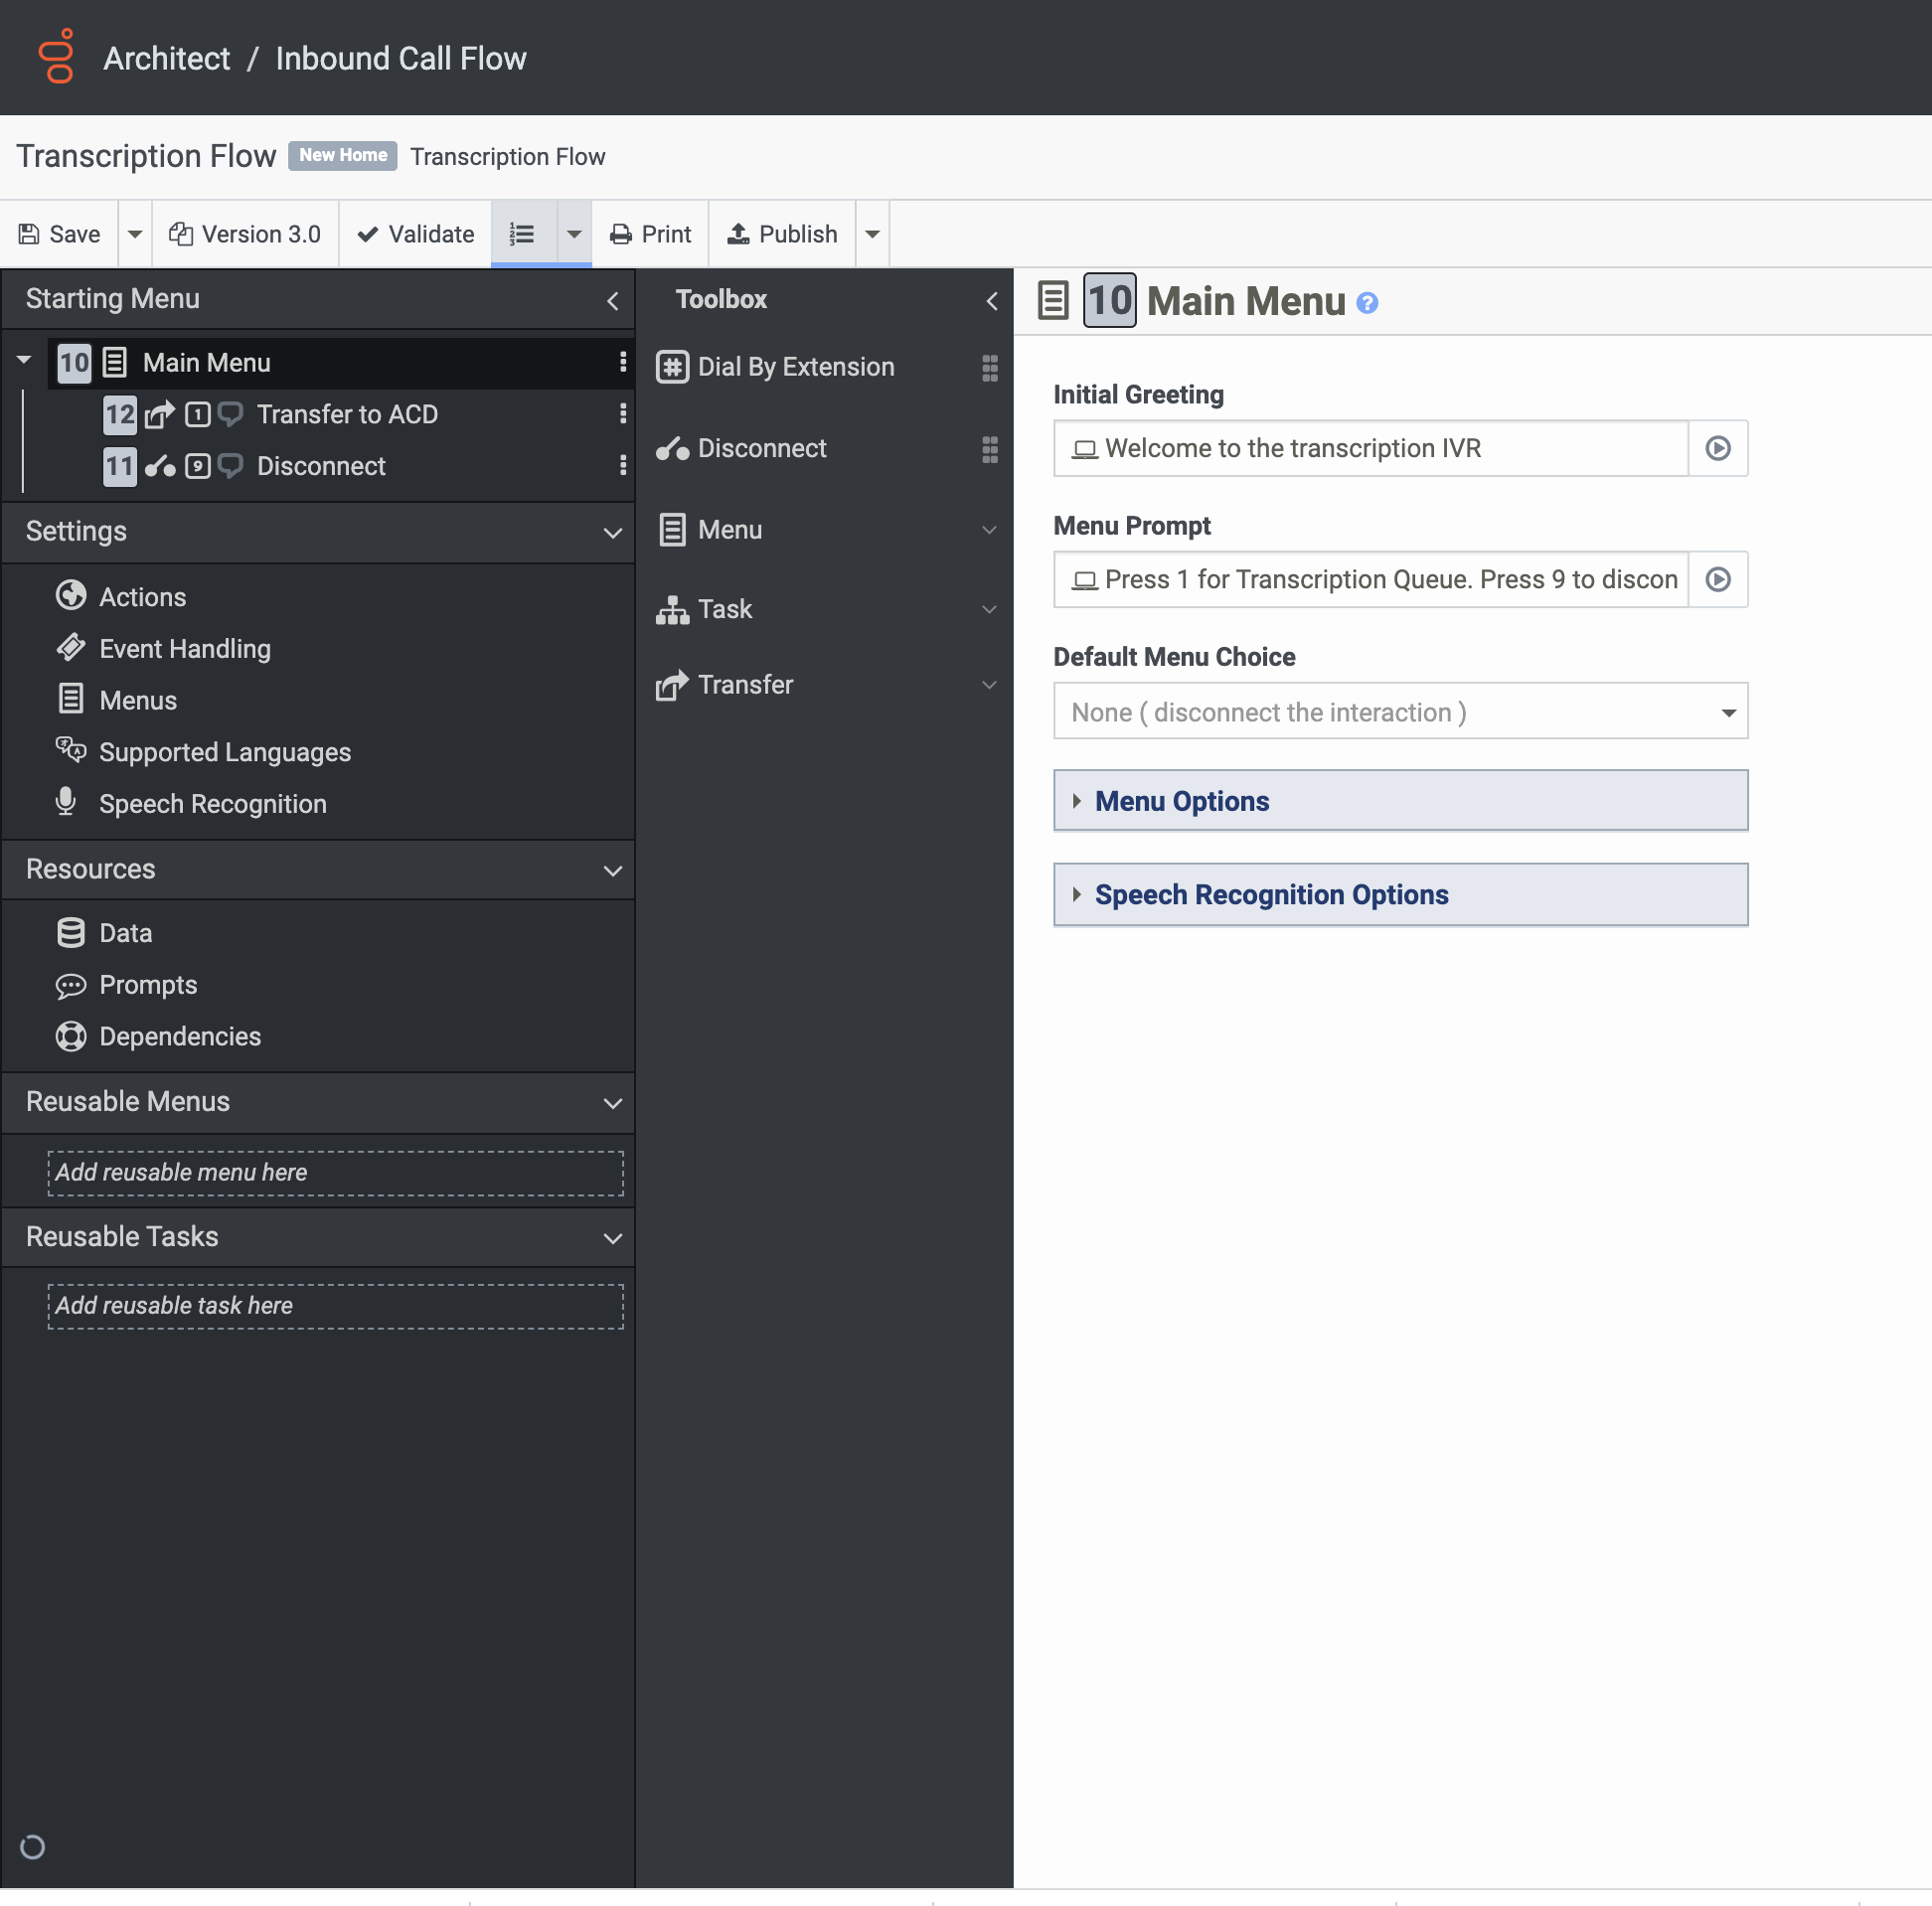 Architect / Inbound Call Flow
Transcription Flow New Home Transcription Flow
Save Version 3.0 Validate Print Publish
Starting Menu
10 Main Menu
12 1 Transfer to ACD
11 9 Disconnect
Settings
Actions
Event Handling
Menus
Supported Languages
Speech Recognition
Resources
Data
Prompts
Dependencies
Reusable Menus
Add reusable menu here
Reusable Tasks
Add reusable task here
Toolbox
Dial By Extension
Disconnect
Menu
Task
Transfer
10 Main Menu ?
Initial Greeting
Welcome to the transcription IVR
Menu Prompt
Press 1 for Transcription Queue. Press 9 to discon
Default Menu Choice
None ( disconnect the interaction )
Menu Options
Speech Recognition Options